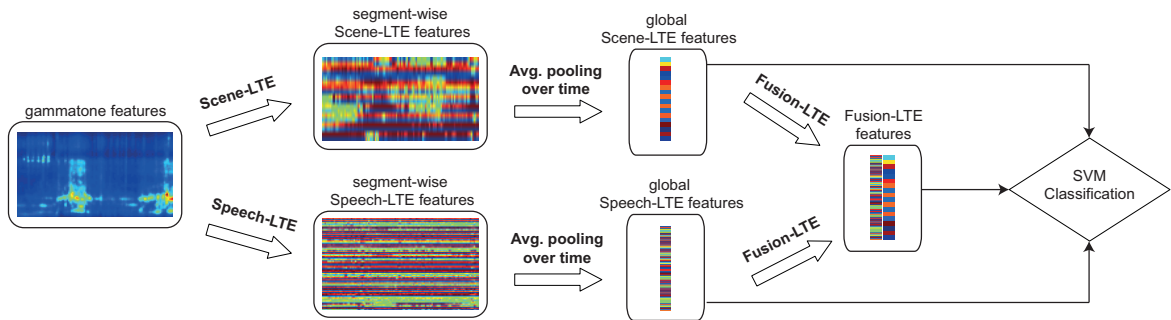 gammatone features
Scene-LTE
Speech-LTE
segment-wise
Scene-LTE features
segment-wise
Speech-LTE features
Avg. pooling
over time
Avg. pooling
over time
global
Scene-LTE features
global
Speech-LTE features
Fusion-LTE
Fusion-LTE
Fusion-LTE
features
SVM
Classification